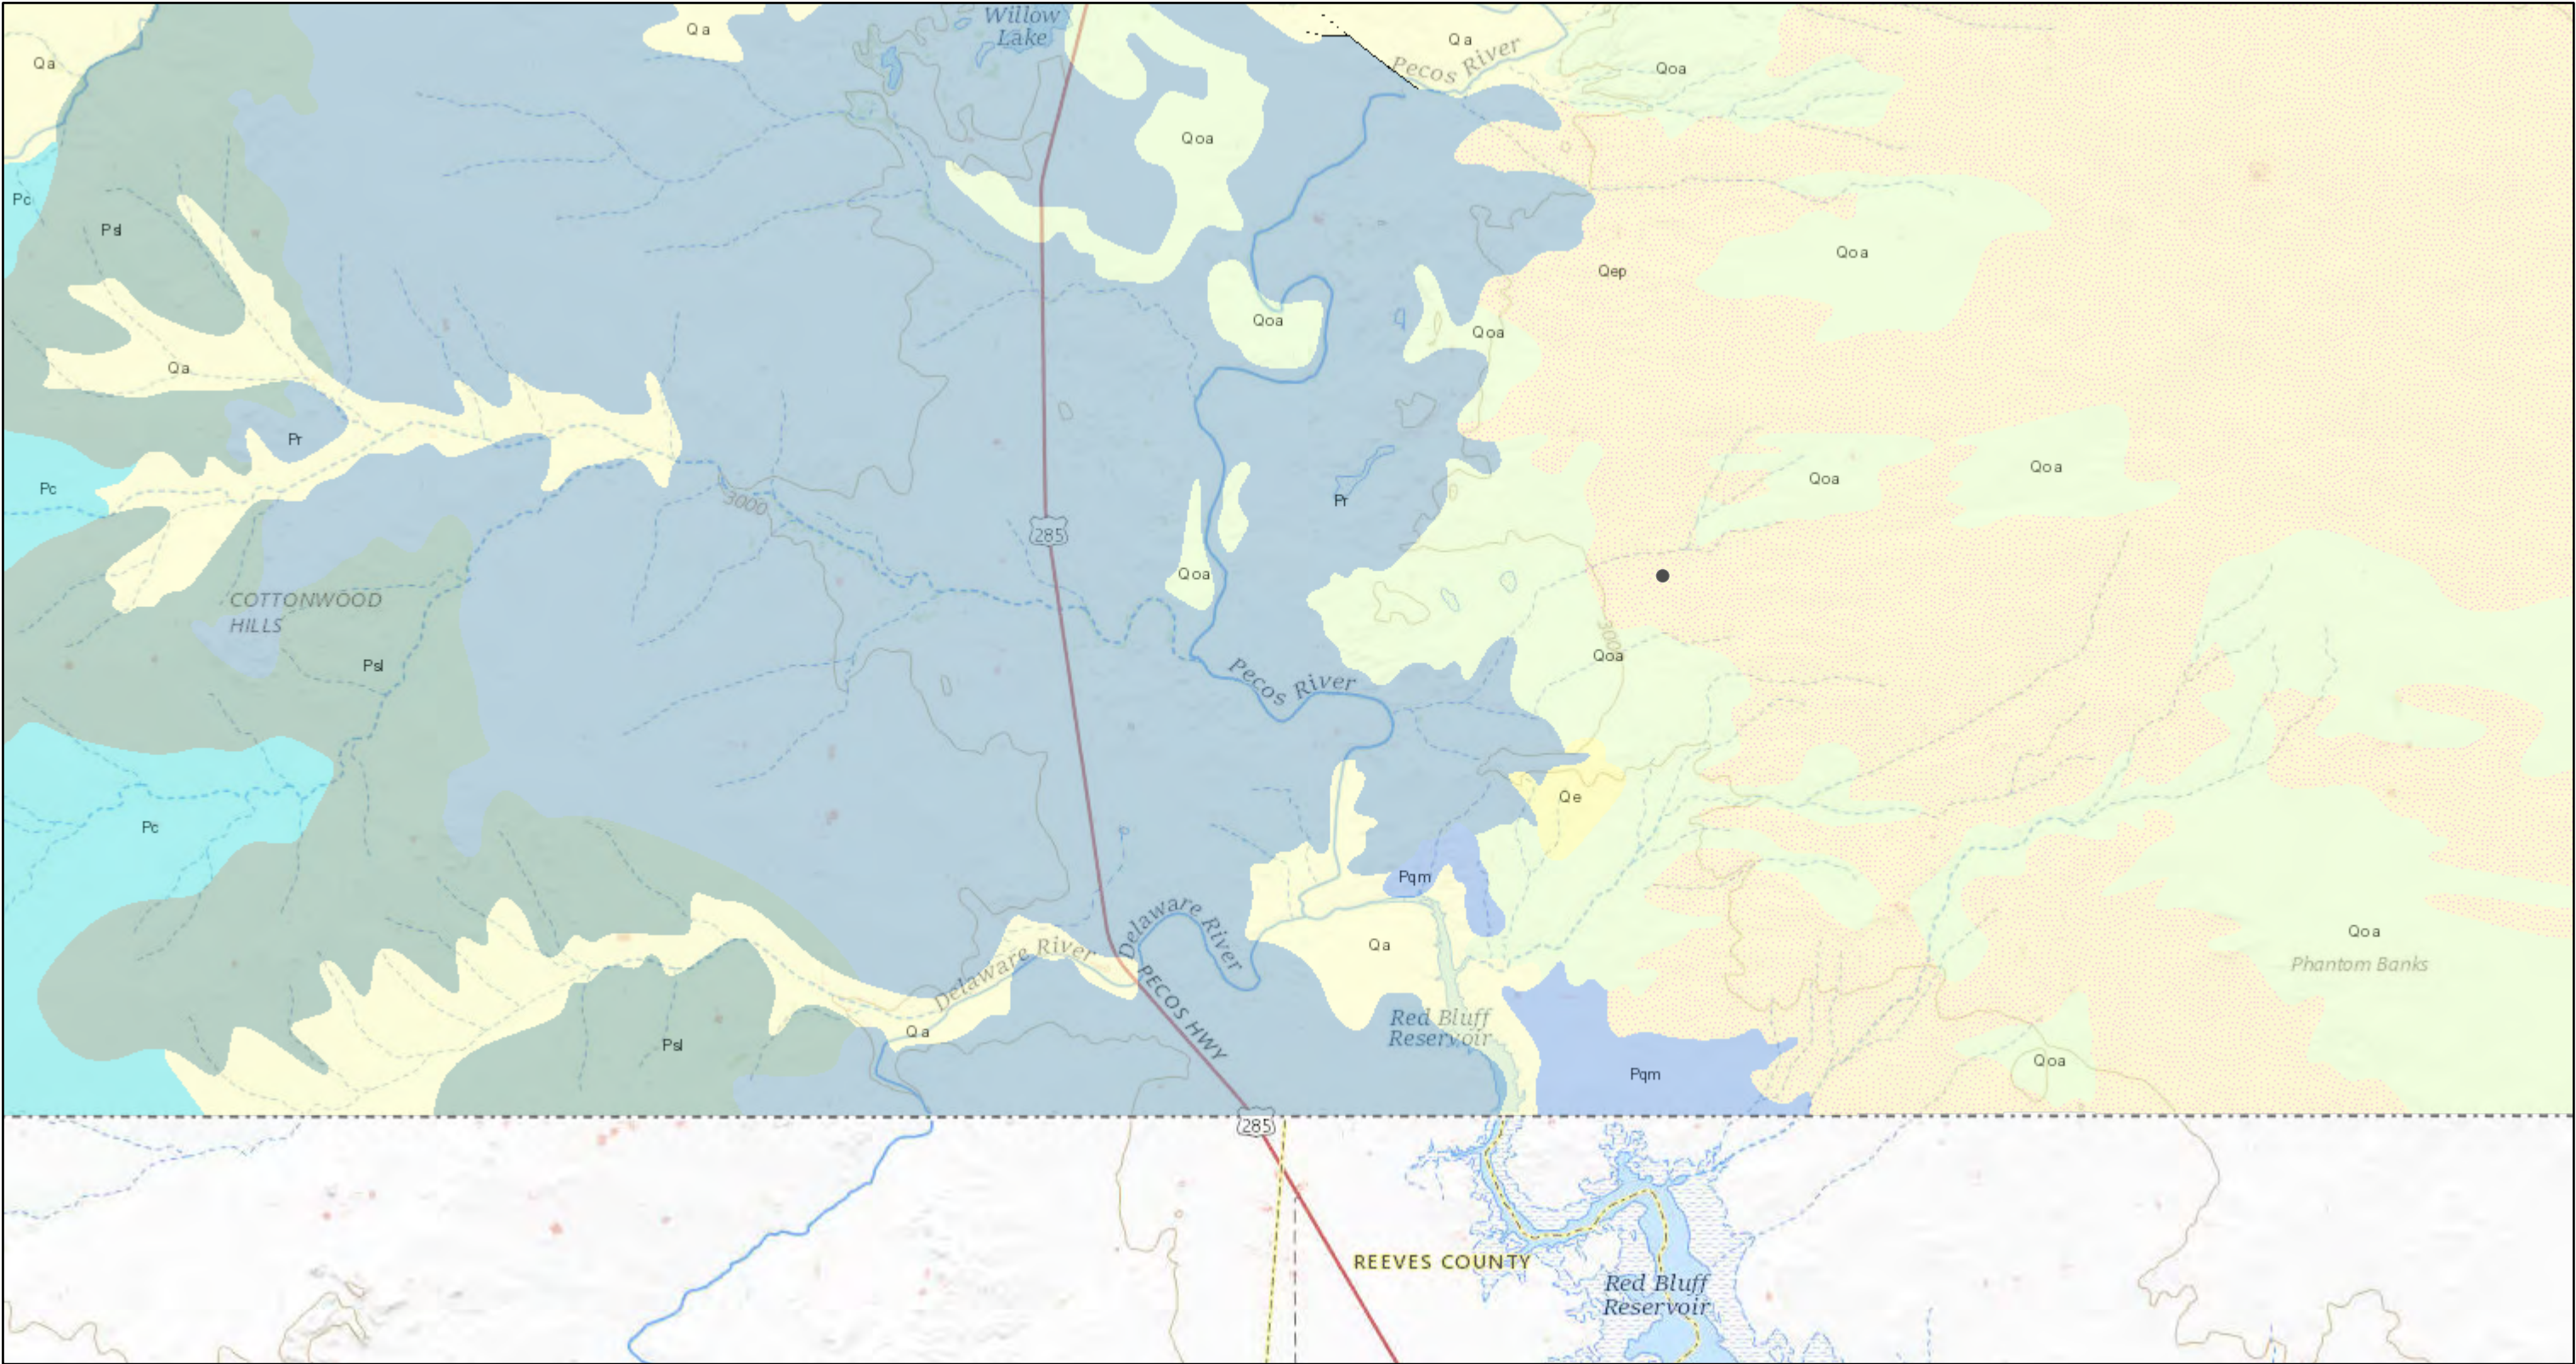 Willow
Lake
Qa
Qa
Pecos River
Qa
Qoa
Qoa
Pc
Psl
Qoa
Qep
Qoa
Qoa
Qa
Pr
Qoa
Qoa
Pc
Pr
3000
285
Qoa
COTTONWOOD
HILLS
300
Qoa
Psl
Pecos River
Qe
Pc
Pqm
Delaware River
Delaware River
Qa
Qoa
Phantom Banks
PECOS HWY
Red Bluff
Reservoir
Qa
Psl
Qoa
Pqm
285
REEVES COUNTY
Red Bluff
Reservoir